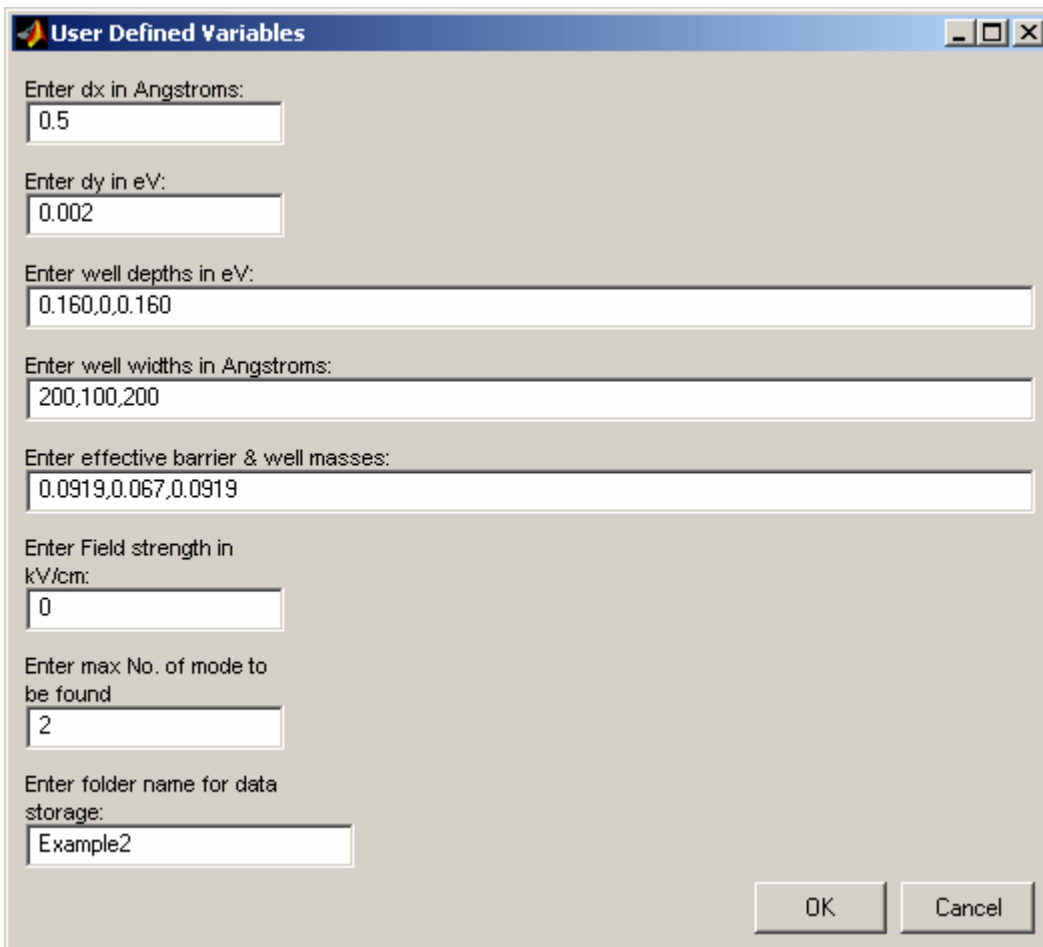 User Defined Variables
Enter dx in Angstroms:
0.5
Enter dy in eV:
0.002
Enter well depths in eV:
0.160,0,0.160
Enter well widths in Angstroms:
200,100,200
Enter effective barrier & well masses:
0.0919,0.067,0.0919
Enter Field strength in
kV/cm:
0
Enter max No. of mode to
be found
2
Enter folder name for data
storage:
Example2
OK
Cancel